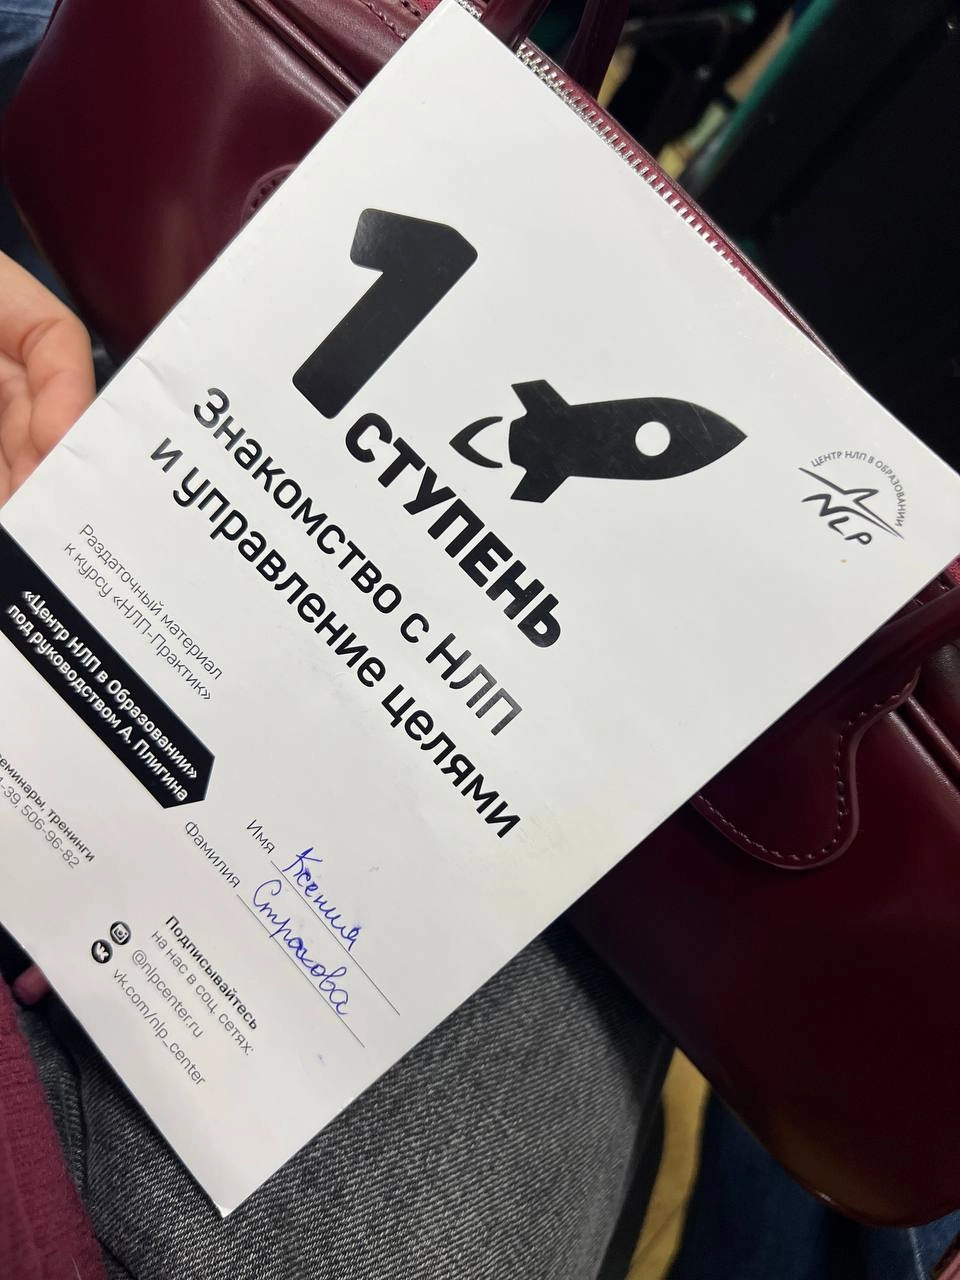 1
СТУПЕНЬ
Знакомство с НЛП
и управление целями
ЦЕНТР НЛП В ОБРАЗОВАНИИ
NLP
Раздаточный материал
к курсу «НЛП-Практик»
«Центр НЛП в Образовании»
под руководством А. Плигина
тренинги
506-96-82
Имя Ксения
Фамилия Страхова
Подписывайтесь
на нас в соц. сетях:
@nlpcenter.ru
vk.com/nlp_center